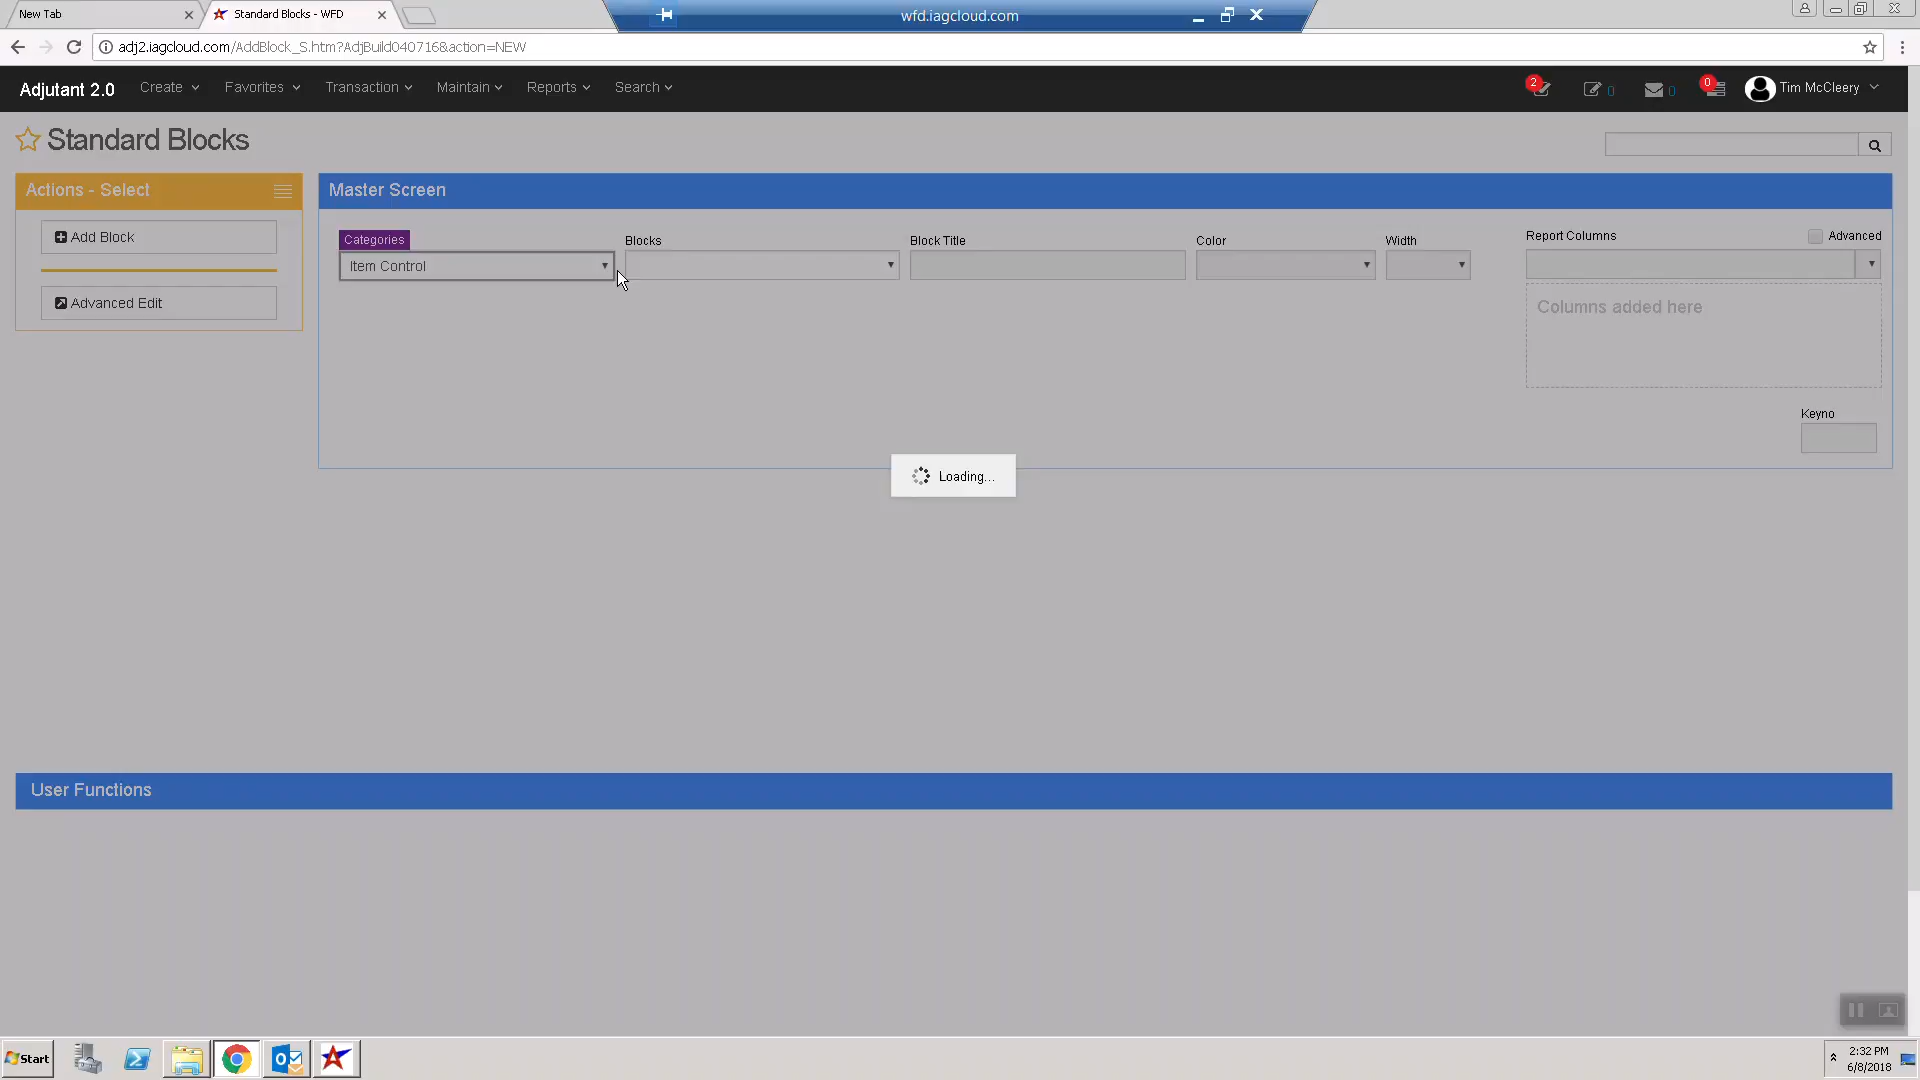 New Tab
Standard Blocks - WFD
wfd.iagcloud.com
adj2.iagcloud.com/AddBlock_S.htm?AdjBuild040716&action=NEW
Adjutant 2.0
Create
Favorites
Transaction
Maintain
Reports
Search
2
0
0
0
Tim McCleery
Standard Blocks
Actions - Select
Add Block
Advanced Edit
Master Screen
Categories
Item Control
Blocks
Block Title
Color
Width
Report Columns
Advanced
Columns added here
Keyno
Loading...
User Functions
Start
2:32 PM
6/8/2018